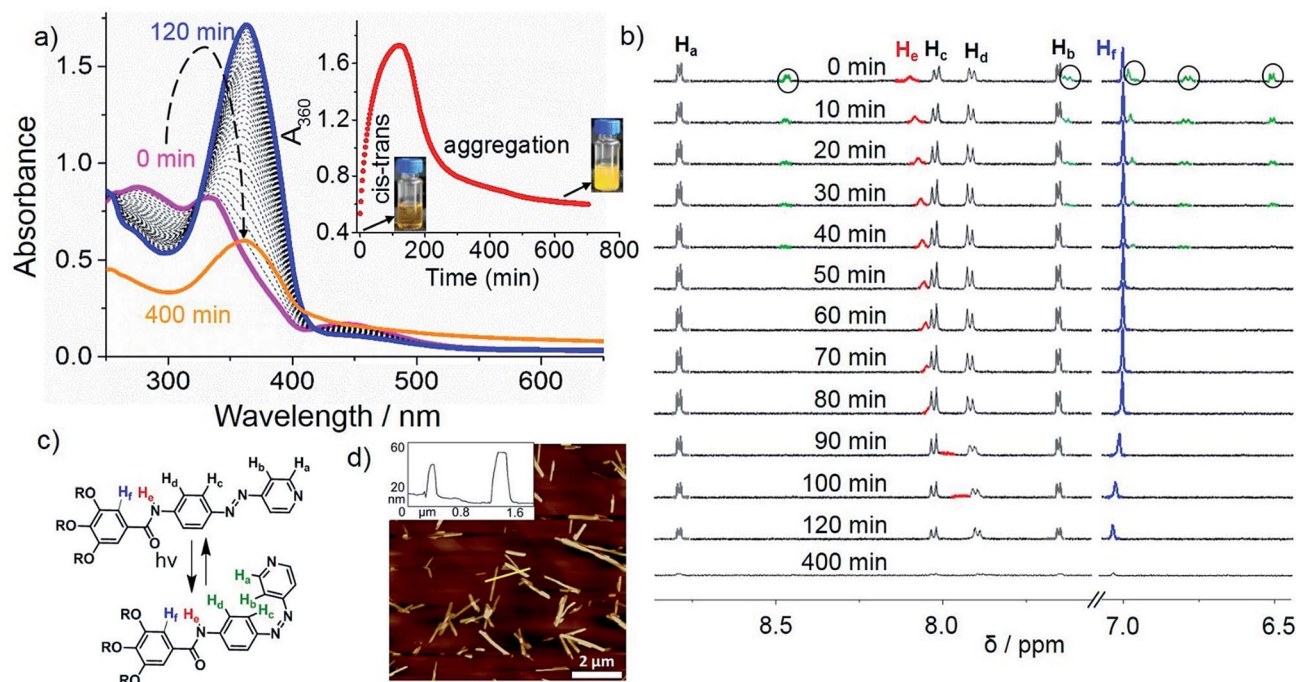 a)
120 min
0 min
400 min
1.5
1.0
0.5
0.0
Absorbance
300 400 500 600
Wavelength / nm
1.6
1.2
0.8
0.4
A360
cis-trans
aggregation
0 200 400 600 800
Time (min)
b)
Ha He Hc Hd Hb Hf
0 min
10 min
20 min
30 min
40 min
50 min
60 min
70 min
80 min
90 min
100 min
120 min
400 min
8.5 8.0 7.0 6.5
δ / ppm
c)
Hb Ha
Hd Hc
Hf He
RO
RO
RO
O
N
N
N
N
hν
N
Ha
Hb
Hd Hc
Hf He
N
N
N
RO
RO
RO
O
d)
60
20
nm
0 µm 0.8 1.6
2 µm